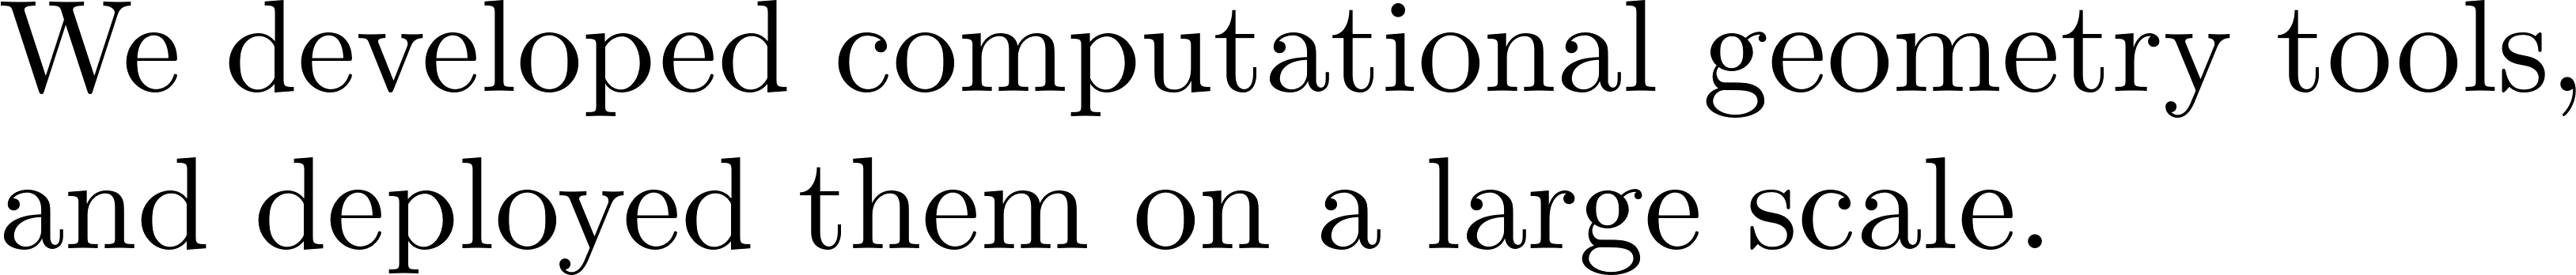 We developed computational geometry tools,
and deployed them on a large scale.